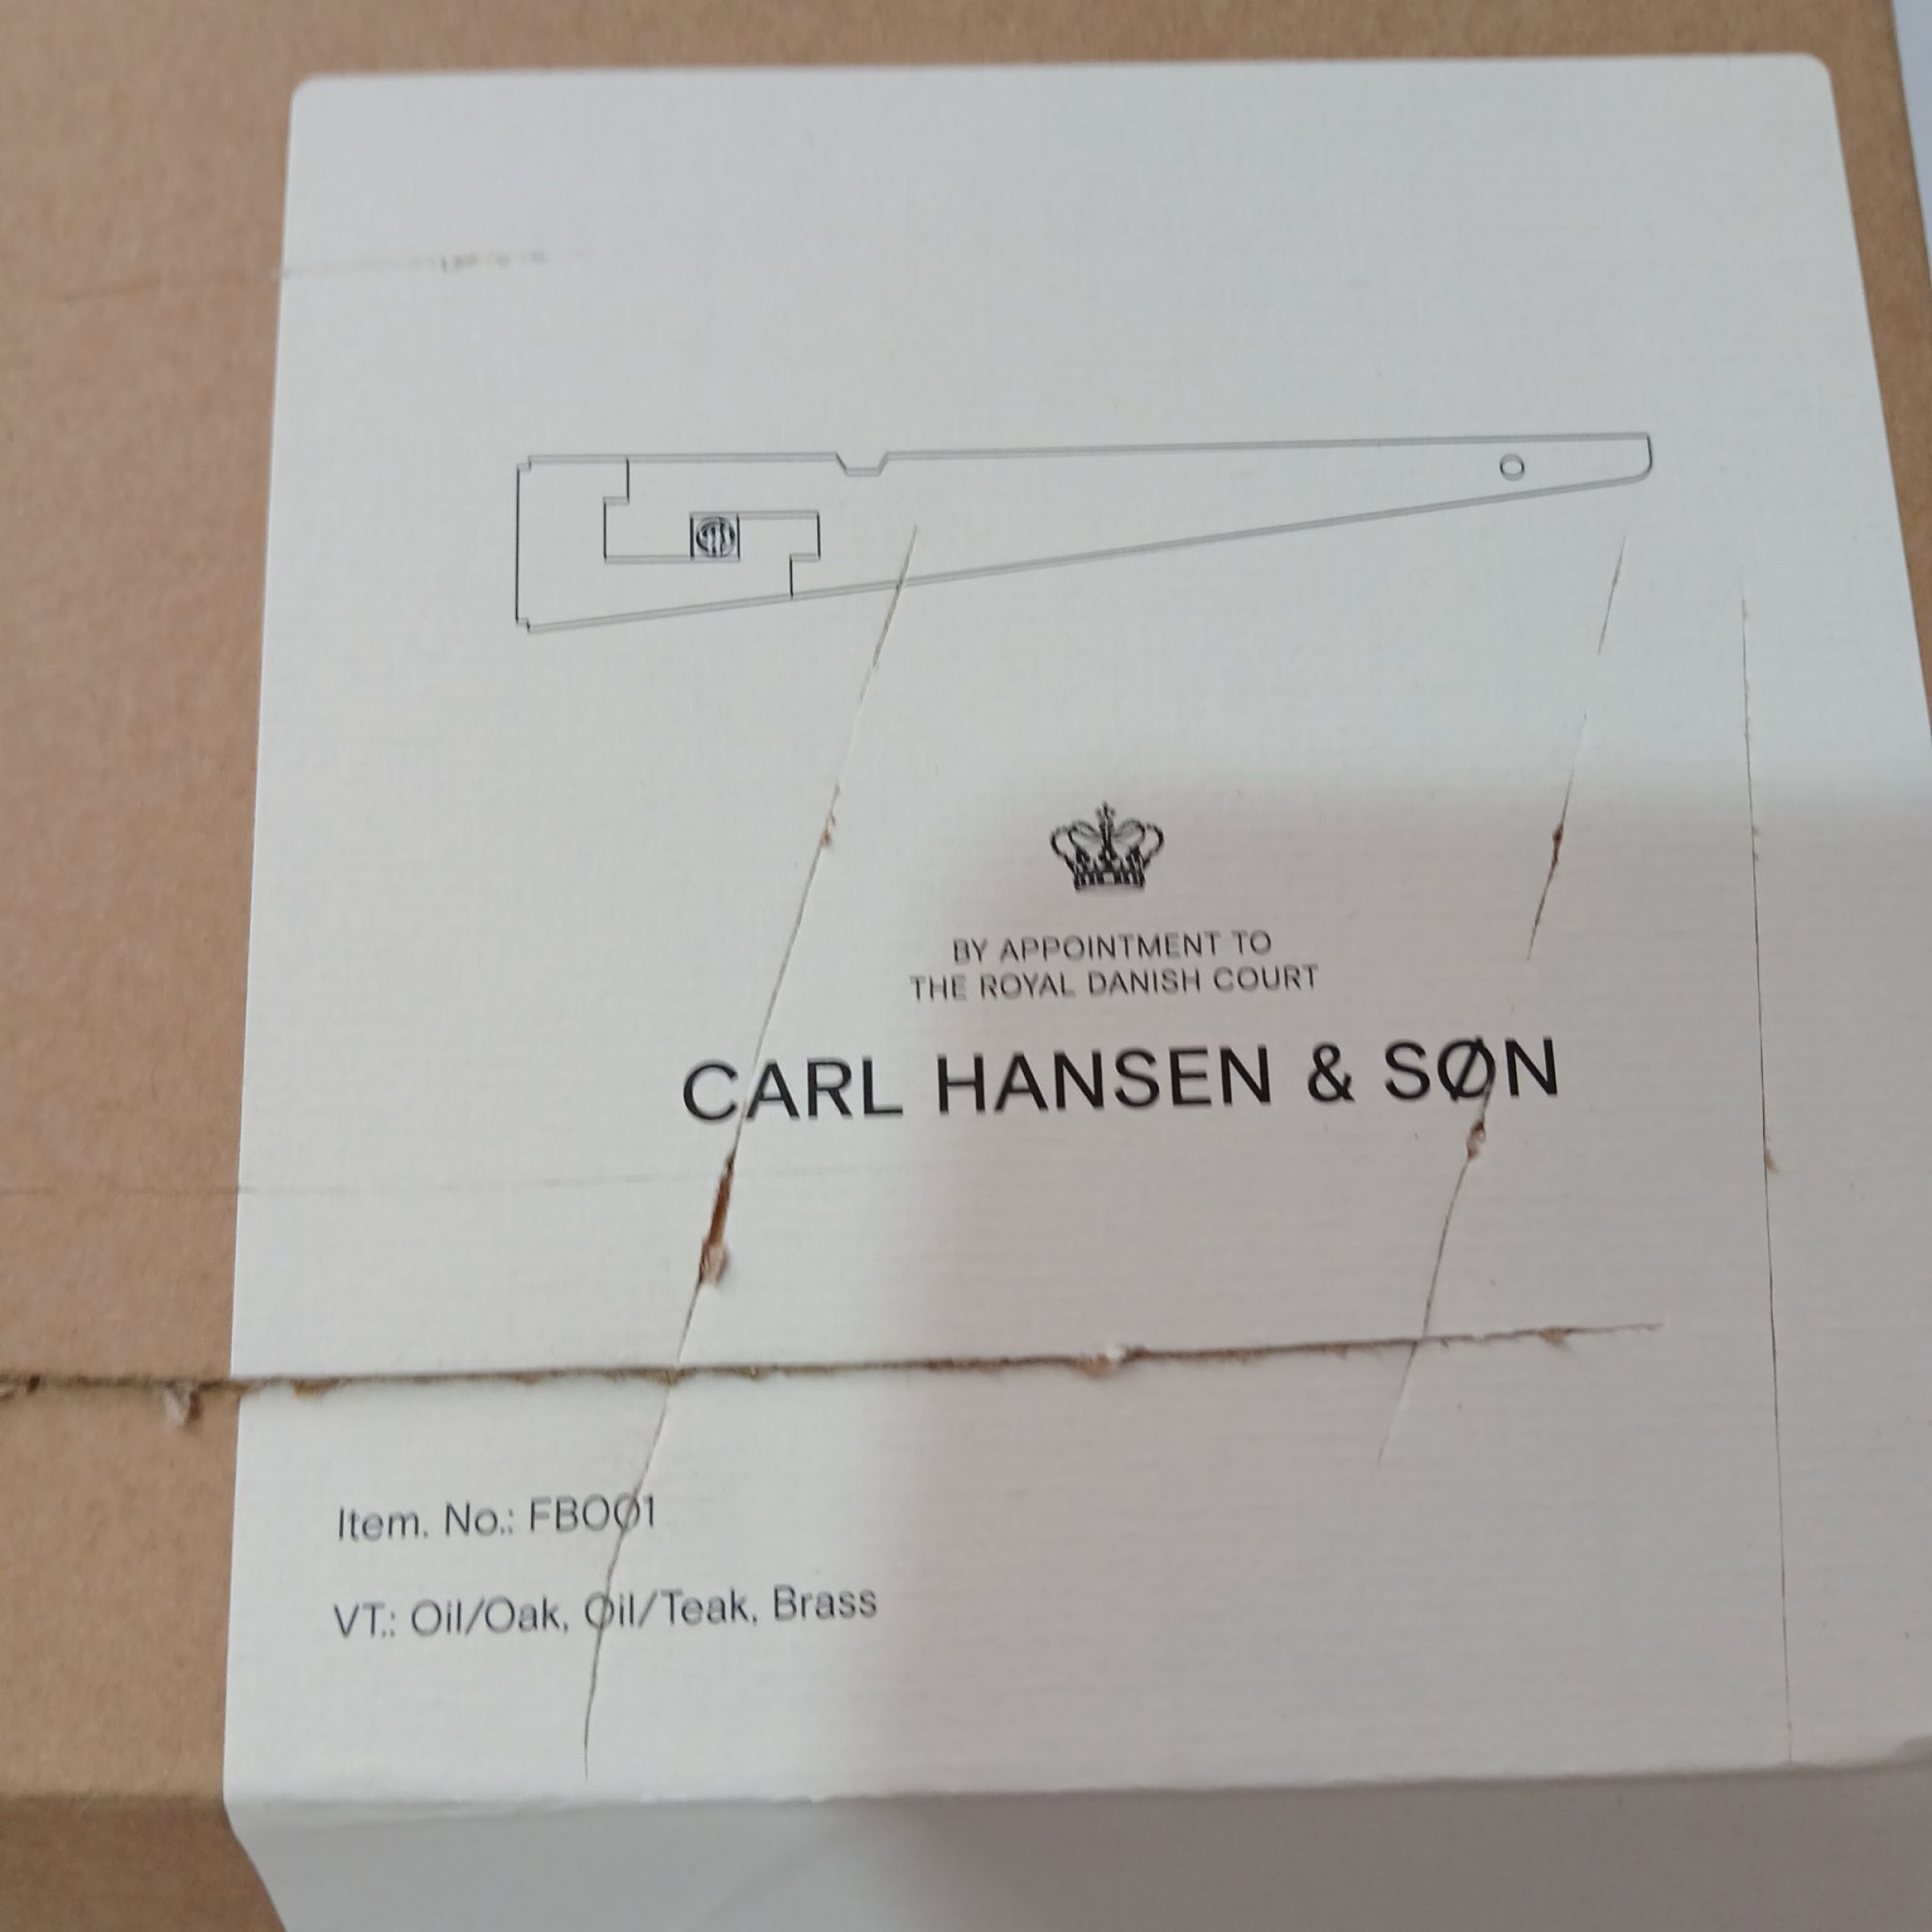 BY APPOINTMENT TO
THE ROYAL DANISH COURT
CARL HANSEN & SØN
Item. No.: FB001
VT.: Oil/Oak, Oil/Teak, Brass